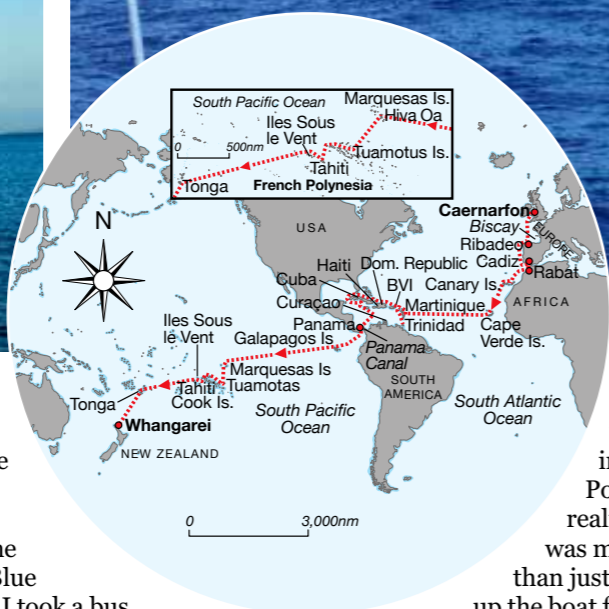 South Pacific Ocean
Marquesas Is.
Hiva Oa
Iles Sous
le Vent
0 500nm
Tahiti
Tuamotus Is.
Tonga
French Polynesia
N
USA
Caernarfon
Biscay
EUROPE
Ribadeo
Cadiz
Rabat
Haiti
Dom. Republic
Cuba
BVI
Canary Is.
Curaçao
Martinique
AFRICA
Panama
Trinidad
Cape
Verde Is.
Iles Sous
lé Vent
Galapagos Is
Panama
Canal
Marquesas Is
Tuamotas
SOUTH
AMERICA
Tahiti
Cook Is.
Tonga
South Pacific
Ocean
South Atlantic
Ocean
Whangarei
NEW ZEALAND
0 3,000nm
e
ne
Blue
I took a bus
in
Po
real
was m
than just
up the boat f